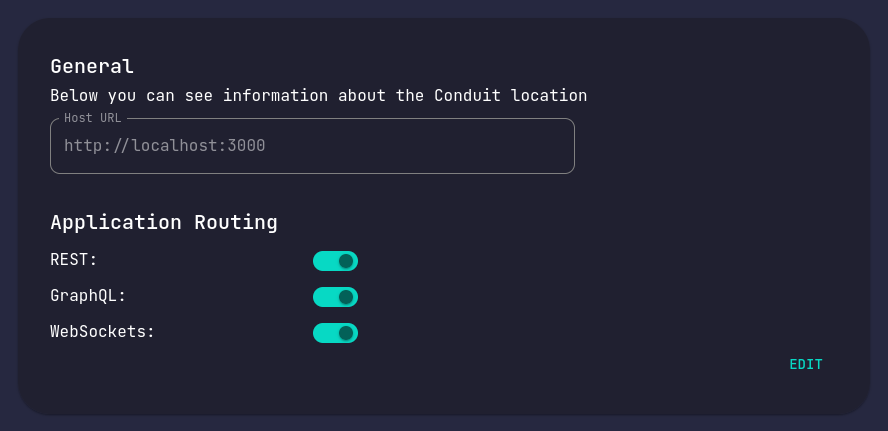 General
Below you can see information about the Conduit location
Host URL
http://localhost:3000
Application Routing
REST:
GraphQL:
WebSockets:
EDIT